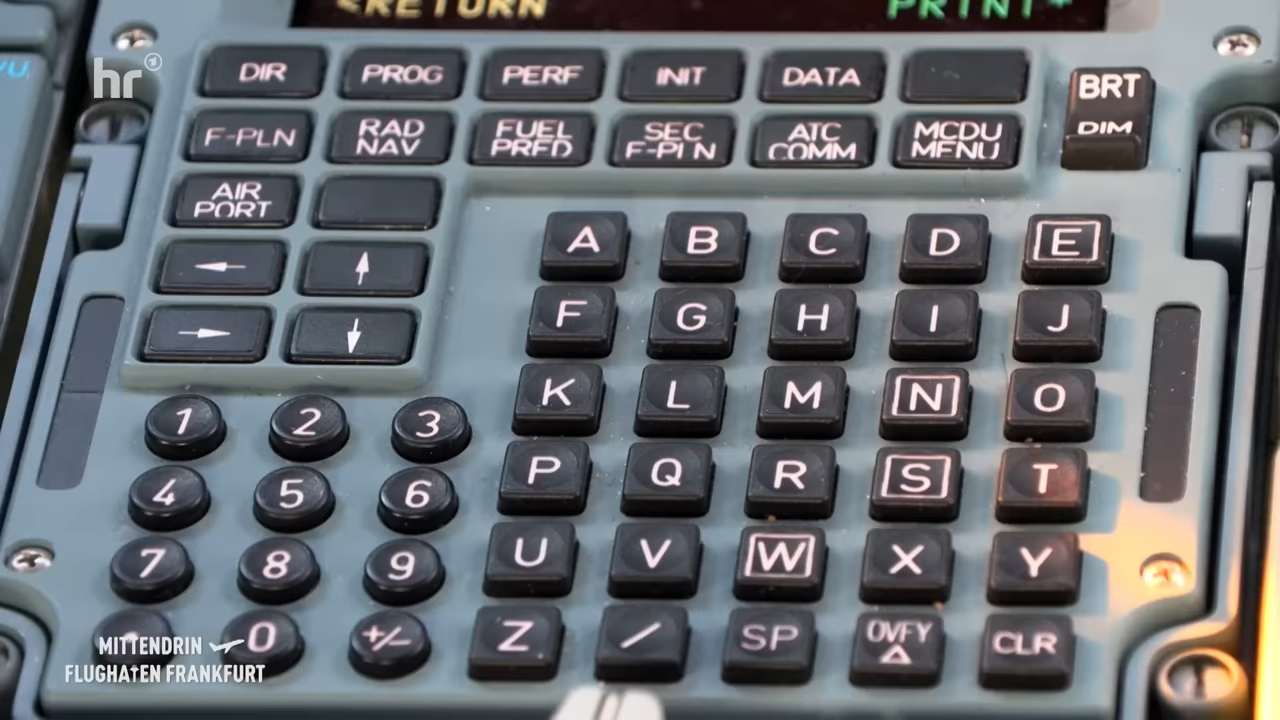 <RETURN PRINT*
hr
DIR PROG PERF INIT DATA
BRT
DIM
F-PLN
RAD
NAV
FUEL
PRED
SEC
F-PLN
ATC
COMM
MCDU
MENU
AIR
PORT
← ↑
→ ↓
A B C D E
F G H I J
K L M N O
P Q R S T
U V W X Y
Z / SP OVFY CLR
Δ
1 2 3
4 5 6
7 8 9
0 +/-
MITTENDRIN
FLUGHAFEN FRANKFURT